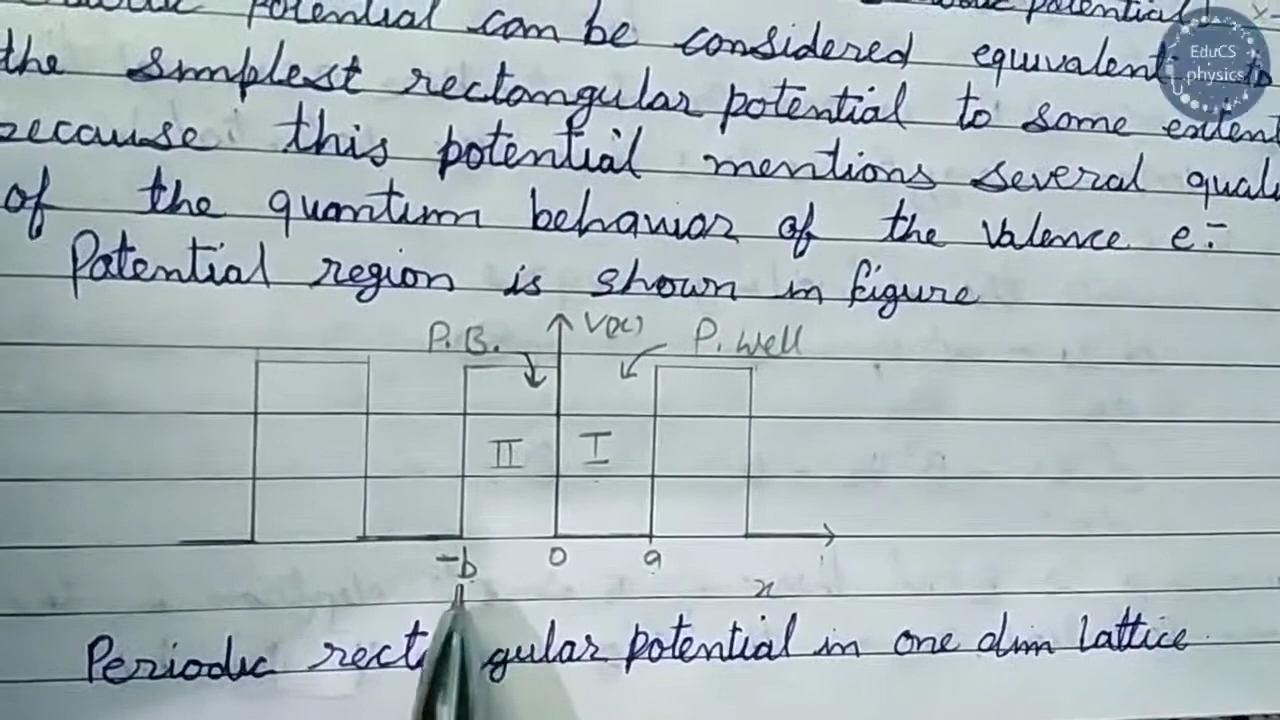 potential can be considered equivalent to
the simplest rectangular potential to some extent
because this potential mentions several quali
of the quantum behavior of the valence e-
Potential region is shown in figure
P.B. V(x) P. Well
II I
-b 0 a
x
Periodic rect gular potential in one dim lattice
EduCS
physics